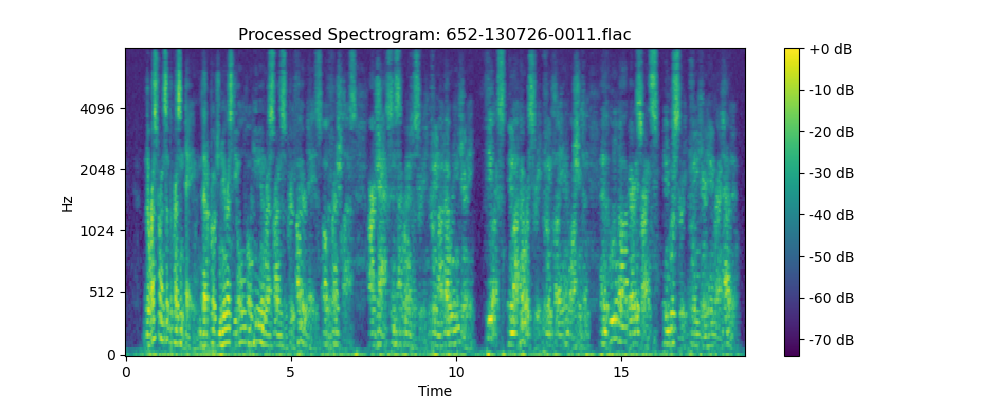 Processed Spectrogram: 652-130726-0011.flac
Hz
4096
2048
1024
512
0
0 5 10 15
Time
+0 dB
-10 dB
-20 dB
-30 dB
-40 dB
-50 dB
-60 dB
-70 dB